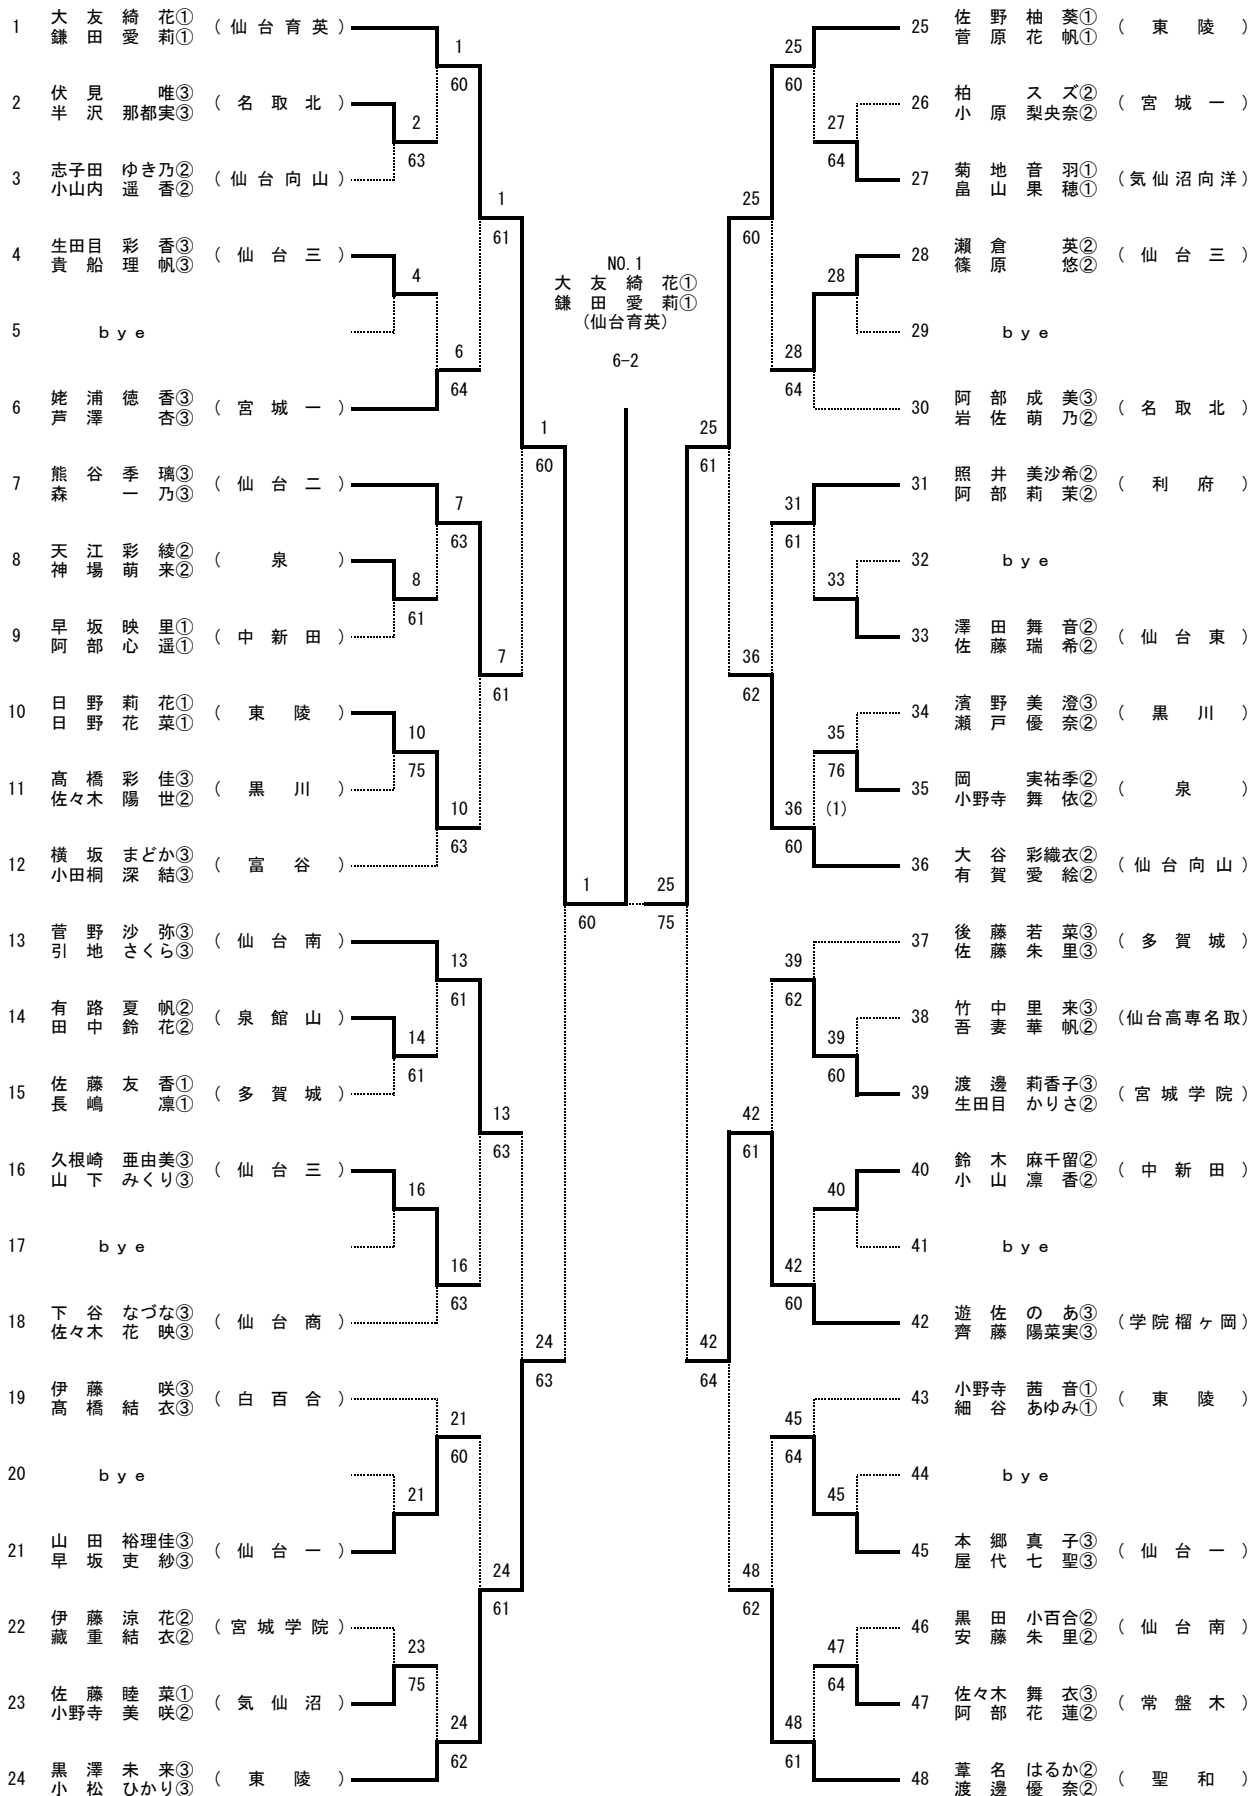 1 大友綺花① 鎌田愛莉① (仙台育英)
2 伏見唯③ 半沢那都実③ (名取北)
3 志子田ゆき乃② 小山内遥香② (仙台向山)
4 生田目彩香③ 貴船理帆③ (仙台三)
5 bye
6 姥浦徳香③ 芦澤杏③ (宮城一)
7 熊谷季璃③ 森一乃③ (仙台二)
8 天江彩綾② 神場萌来② (泉)
9 早坂映里① 阿部心遥① (中新田)
10 日野莉花① 日野花菜① (東陵)
11 髙橋彩佳③ 佐々木陽世② (黒川)
12 横坂まどか③ 小田桐深結③ (富谷)
13 菅野沙弥③ 引地さくら③ (仙台南)
14 有路夏帆② 田中鈴花② (泉館山)
15 佐藤友香① 長嶋凛① (多賀城)
16 久根崎亜由美③ 山下みくり③ (仙台三)
17 bye
18 下谷なづな③ 佐々木花映③ (仙台商)
19 伊藤咲③ 髙橋結衣③ (白百合)
20 bye
21 山田裕理佳③ 早坂吏紗③ (仙台一)
22 伊藤涼花② 藏重結衣② (宮城学院)
23 佐藤睦菜① 小野寺美咲② (気仙沼)
24 黒澤未来③ 小松ひかり③ (東陵)
2 63
4
8 61
10 75
14 61
16
21
23 75
1 60
6 64
7 63
10 63
13 61
16 63
21 60
24 62
1 61
7 61
13 63
24 61
1 60
24 63
1 60
NO.1
大友綺花①
鎌田愛莉①
(仙台育英)
6-2
25 75
25 61
42 64
25 60
36 62
42 61
48 62
25 60
28 64
31 61
36 60
39 62
42 60
45 64
48 61
27 64
28
33
35 76 (1)
39 60
40
45
47 64
25 佐野柚葵① 菅原花帆① (東陵)
26 柏スズ② 小原梨央奈② (宮城一)
27 菊地音羽① 畠山果穂① (気仙沼向洋)
28 瀬倉英② 篠原悠② (仙台三)
29 bye
30 阿部成美③ 岩佐萌乃② (名取北)
31 照井美沙希② 阿部莉茉② (利府)
32 bye
33 澤田舞音② 佐藤瑞希② (仙台東)
34 濱野美澄③ 瀬戸優奈② (黒川)
35 岡実祐季② 小野寺舞依② (泉)
36 大谷彩織衣② 有賀愛絵② (仙台向山)
37 後藤若菜③ 佐藤朱里③ (多賀城)
38 竹中里来③ 吾妻華帆② (仙台高専名取)
39 渡邉莉香子③ 生田目かりさ② (宮城学院)
40 鈴木麻千留② 小山凛香② (中新田)
41 bye
42 遊佐のあ③ 齊藤陽菜実③ (学院榴ヶ岡)
43 小野寺茜音① 細谷あゆみ① (東陵)
44 bye
45 本郷真子③ 屋代七聖③ (仙台一)
46 黒田小百合② 安藤朱里② (仙台南)
47 佐々木舞衣③ 阿部花蓮② (常盤木)
48 葦名はるか② 渡邊優奈② (聖和)